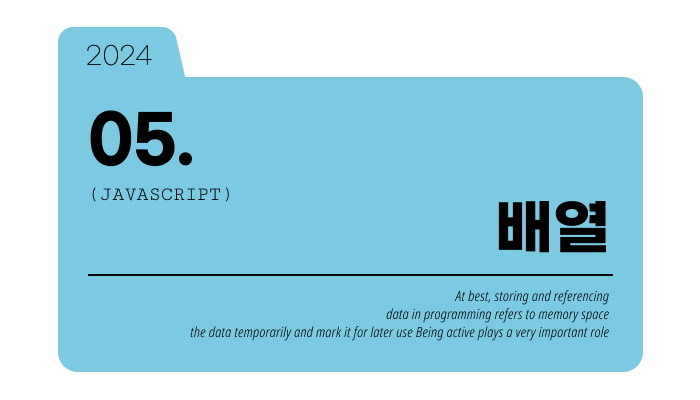 2024
05.
(JAVASCRIPT)
배열
At best, storing and referencing
data in programming refers to memory space
the data temporarily and mark it for later use Being active plays a very important role